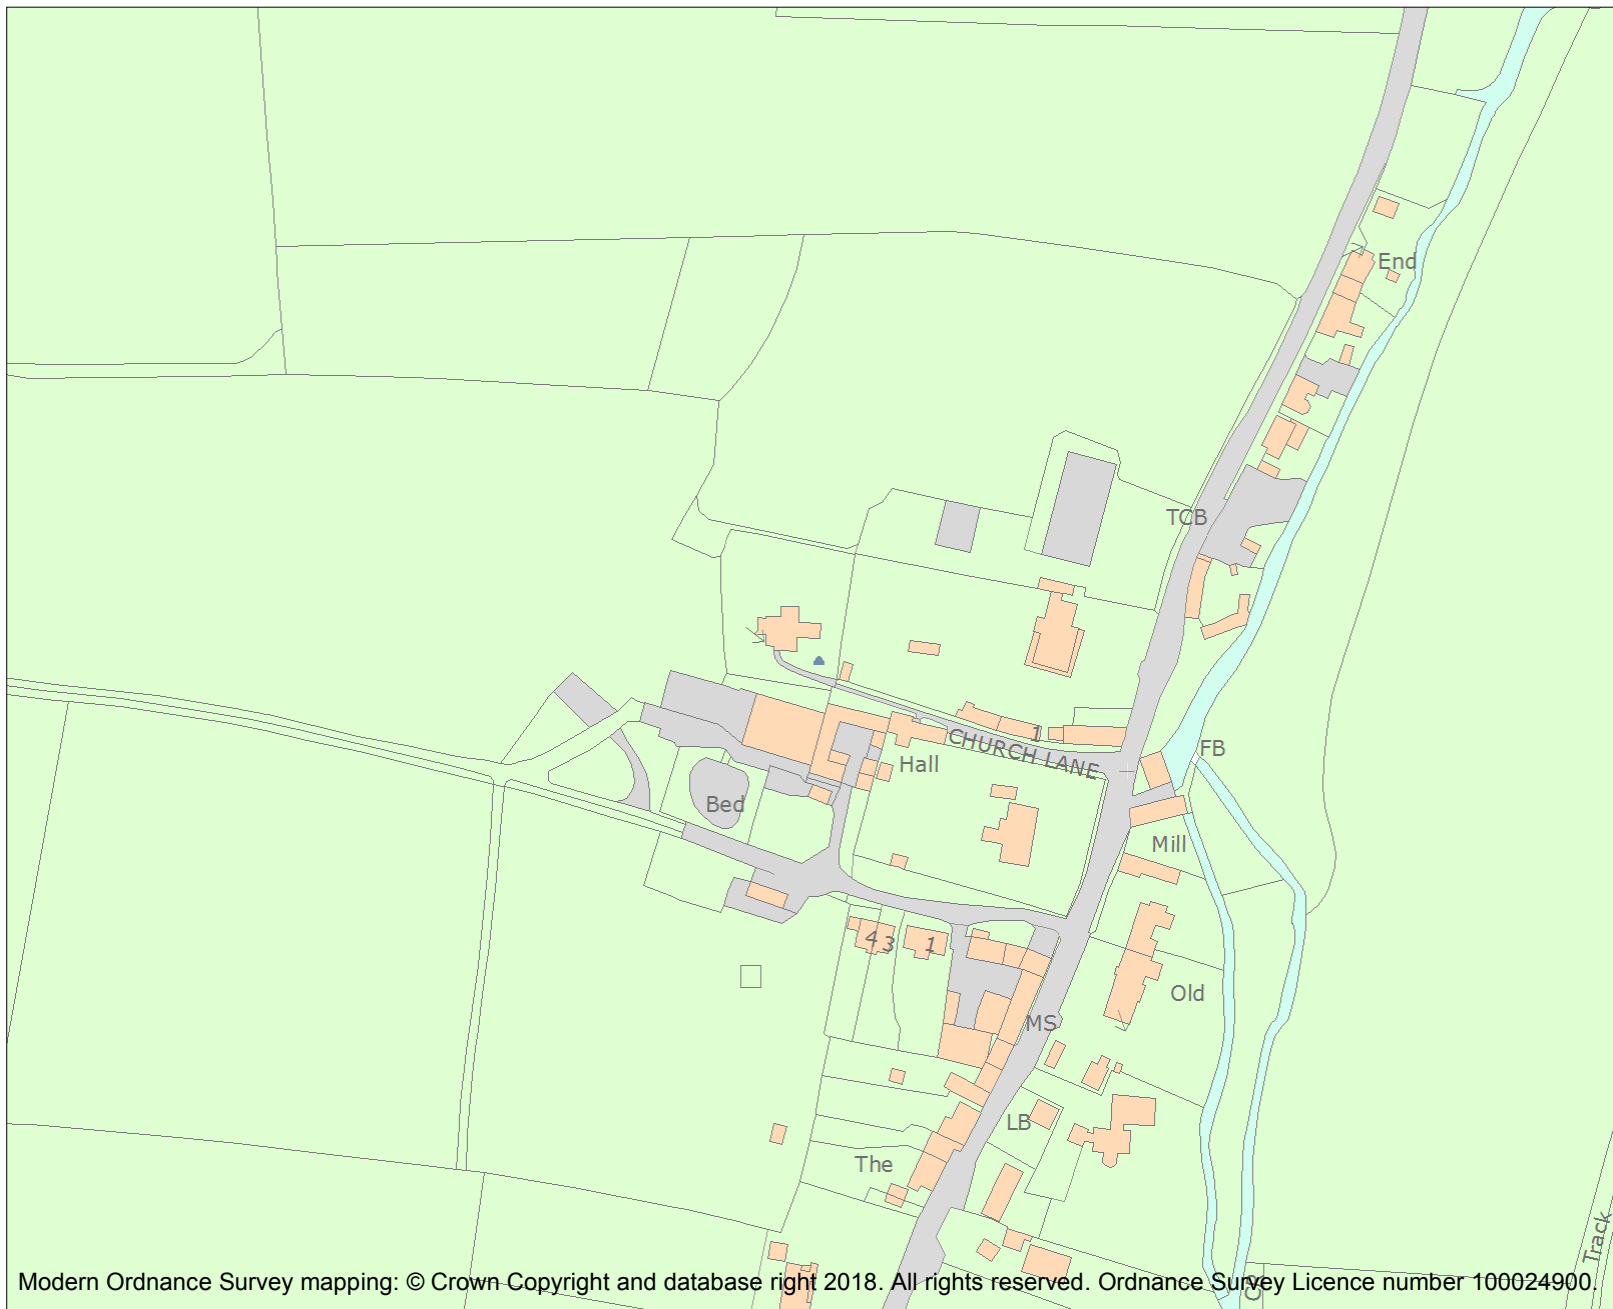 End
TCB
1
CHURCH LANE
FB
Hall
Bed
Mill
4 3
1
Old
MS
LB
The
Track
Modern Ordnance Survey mapping: © Crown Copyright and database right 2018. All rights reserved. Ordnance Survey Licence number 100024900.